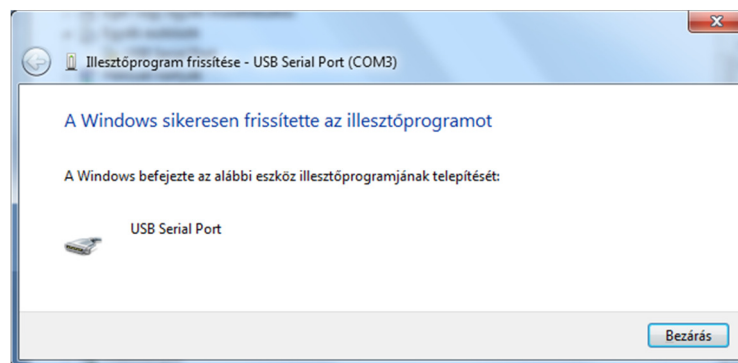 Illesztőprogram frissítése - USB Serial Port (COM3)
A Windows sikeresen frissítette az illesztőprogramot
A Windows befejezte az alábbi eszköz illesztőprogramjának telepítését:
USB Serial Port
Bezárás